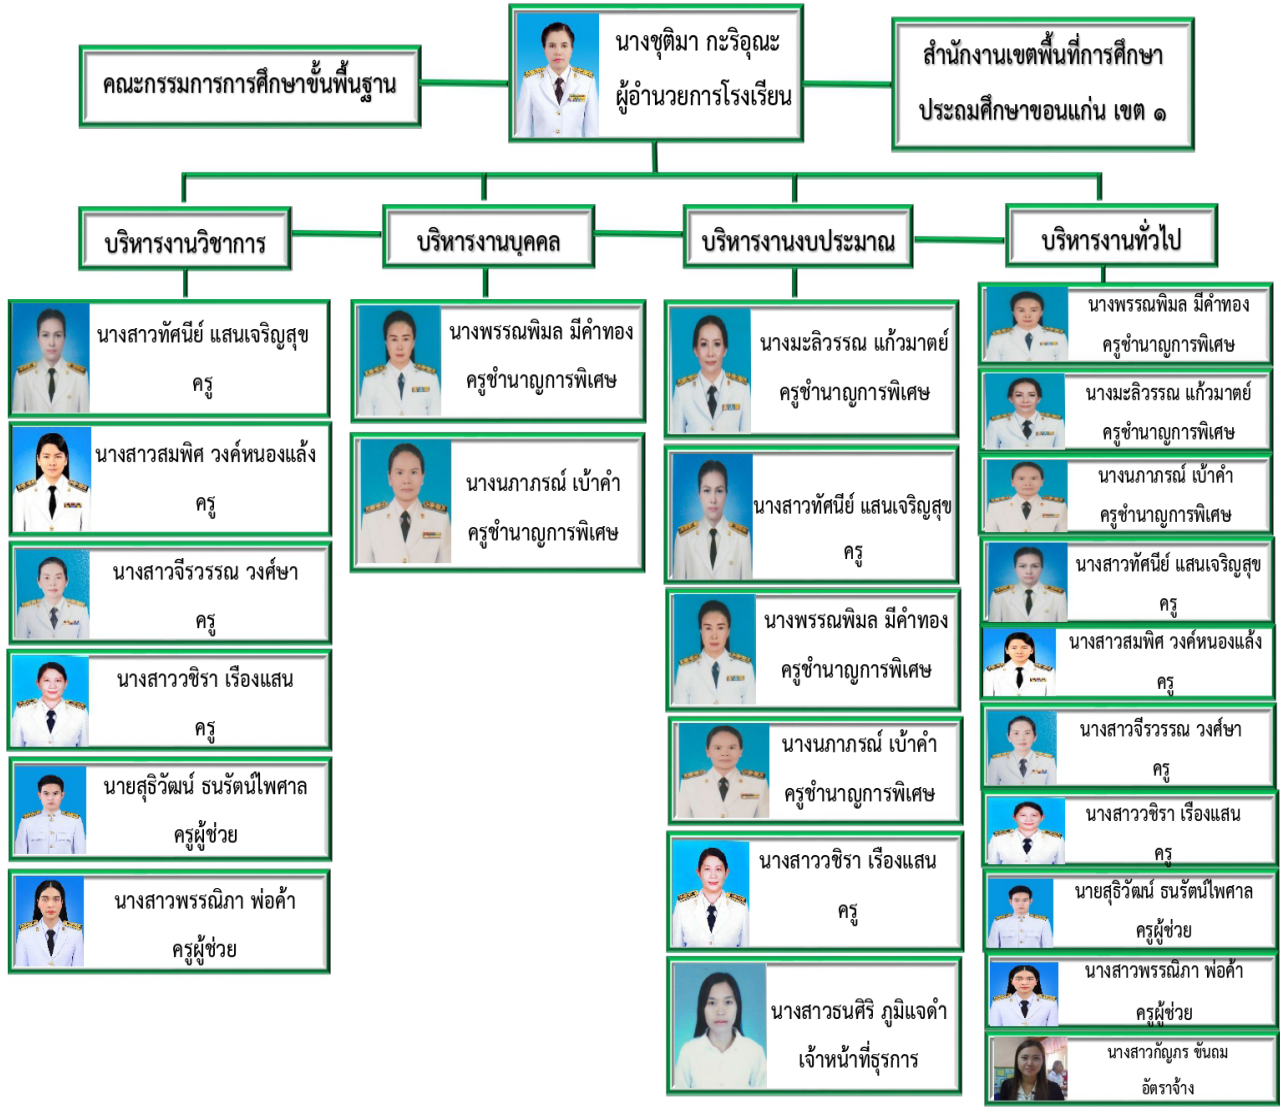 คณะกรรมการการศึกษาขั้นพื้นฐาน
นางชุติมา กะริอุณะ
ผู้อำนวยการโรงเรียน
สำนักงานเขตพื้นที่การศึกษา
ประถมศึกษาขอนแก่น เขต ๑
บริหารงานวิชาการ
บริหารงานบุคคล
บริหารงานงบประมาณ
บริหารงานทั่วไป
นางสาวทัศนีย์ แสนเจริญสุข
ครู
นางสาวสมพิศ วงค์หนองแล้ง
ครู
นางสาวจีรวรรณ วงศ์ษา
ครู
นางสาววชิรา เรืองแสน
ครู
นายสุธิวัฒน์ ธนรัตน์ไพศาล
ครูผู้ช่วย
นางสาวพรรณิภา พ่อค้า
ครูผู้ช่วย
นางพรรณพิมล มีคำทอง
ครูชำนาญการพิเศษ
นางนภาภรณ์ เบ้าคำ
ครูชำนาญการพิเศษ
นางมะลิวรรณ แก้วมาตย์
ครูชำนาญการพิเศษ
นางสาวทัศนีย์ แสนเจริญสุข
ครู
นางพรรณพิมล มีคำทอง
ครูชำนาญการพิเศษ
นางนภาภรณ์ เบ้าคำ
ครูชำนาญการพิเศษ
นางสาววชิรา เรืองแสน
ครู
นางสาวธนศิริ ภูมิแจดำ
เจ้าหน้าที่ธุรการ
นางพรรณพิมล มีคำทอง
ครูชำนาญการพิเศษ
นางมะลิวรรณ แก้วมาตย์
ครูชำนาญการพิเศษ
นางนภาภรณ์ เบ้าคำ
ครูชำนาญการพิเศษ
นางสาวทัศนีย์ แสนเจริญสุข
ครู
นางสาวสมพิศ วงค์หนองแล้ง
ครู
นางสาวจีรวรรณ วงศ์ษา
ครู
นางสาววชิรา เรืองแสน
ครู
นายสุธิวัฒน์ ธนรัตน์ไพศาล
ครูผู้ช่วย
นางสาวพรรณิภา พ่อค้า
ครูผู้ช่วย
นางสาวกัญภร ขันถม
อัตราจ้าง